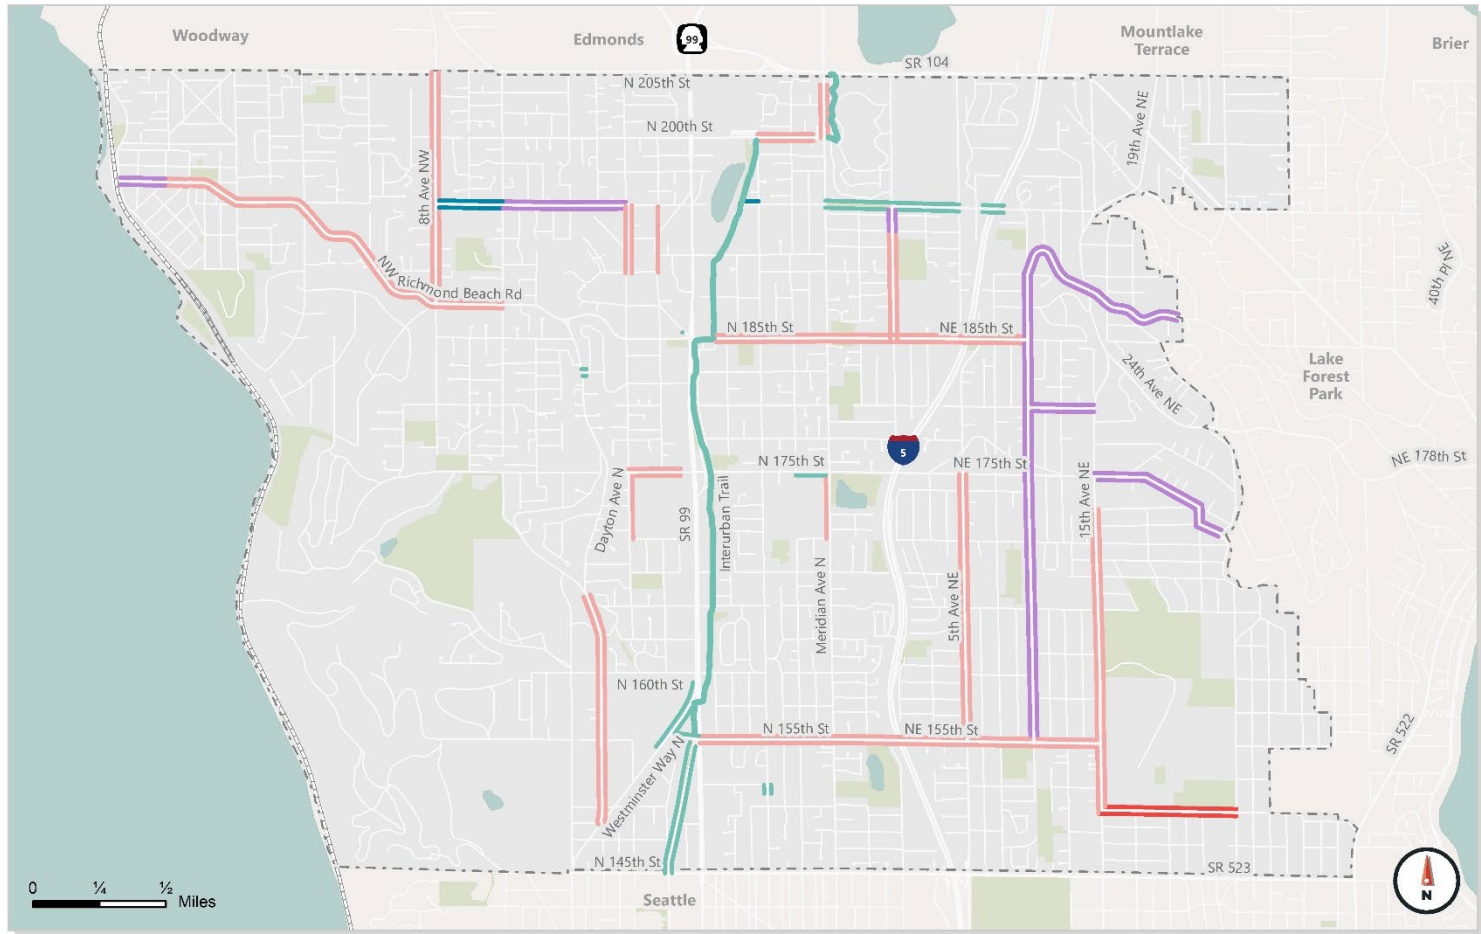 Woodway
Edmonds
99
Mountlake
Terrace
Brier
SR 104
N 205th St
N 200th St
19th Ave NE
8th Ave NW
40th Pl NE
NW Richmond Beach Rd
N 185th St
NE 185th St
Lake
Forest
Park
24th Ave NE
5
N 175th St
NE 175th St
NE 178th St
Dayton Ave N
SR 99
Interurban Trail
15th Ave NE
Meridian Ave N
5th Ave NE
N 160th St
N 155th St
NE 155th St
SR 522
Westminster Way N
N 145th St
SR 523
0 ¼ ½
Miles
Seattle
N